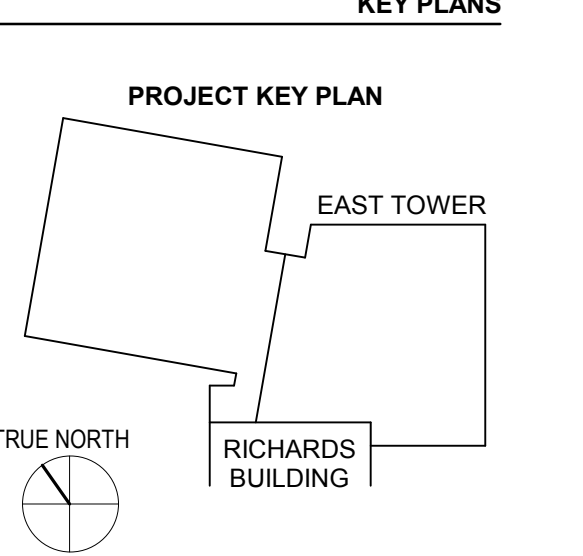 KEY PLANS
PROJECT KEY PLAN
EAST TOWER
TRUE NORTH
RICHARDS
BUILDING